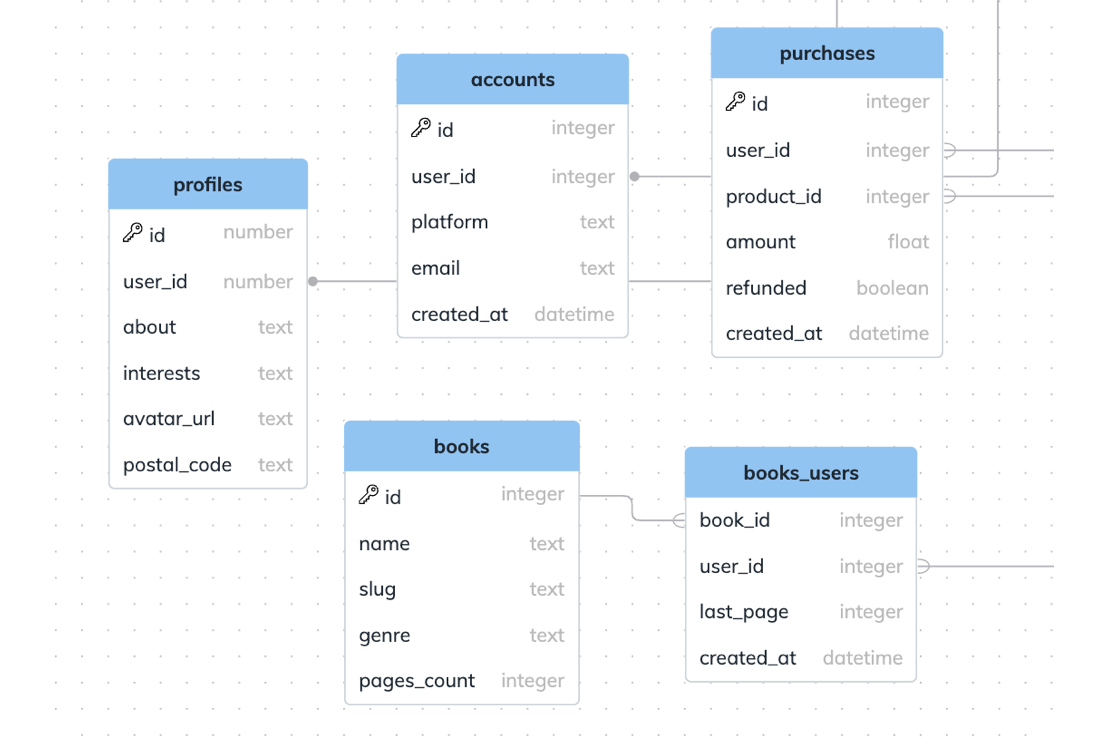 profiles
id number
user_id number
about text
interests text
avatar_url text
postal_code text
accounts
id integer
user_id integer
platform text
email text
created_at datetime
purchases
id integer
user_id integer
product_id integer
amount float
refunded boolean
created_at datetime
books
id integer
name text
slug text
genre text
pages_count integer
books_users
book_id integer
user_id integer
last_page integer
created_at datetime